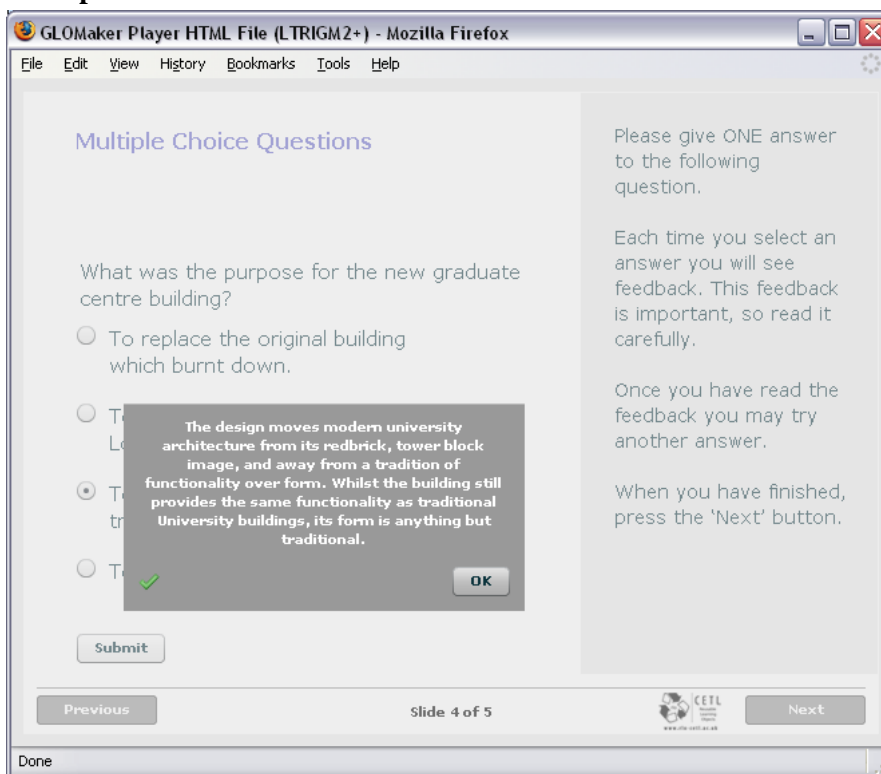 GLOMaker Player HTML File (LTRIGM2+) - Mozilla Firefox
File Edit View History Bookmarks Tools Help
Multiple Choice Questions
What was the purpose for the new graduate
centre building?
To replace the original building
which burnt down.
The design moves modern university
architecture from its redbrick, tower block
image, and away from a tradition of
functionality over form. Whilst the building still
provides the same functionality as traditional
University buildings, its form is anything but
traditional.
OK
Submit
Please give ONE answer
to the following
question.
Each time you select an
answer you will see
feedback. This feedback
is important, so read it
carefully.
Once you have read the
feedback you may try
another answer.
When you have finished,
press the 'Next' button.
Previous
Slide 4 of 5
CETL
Next
Done